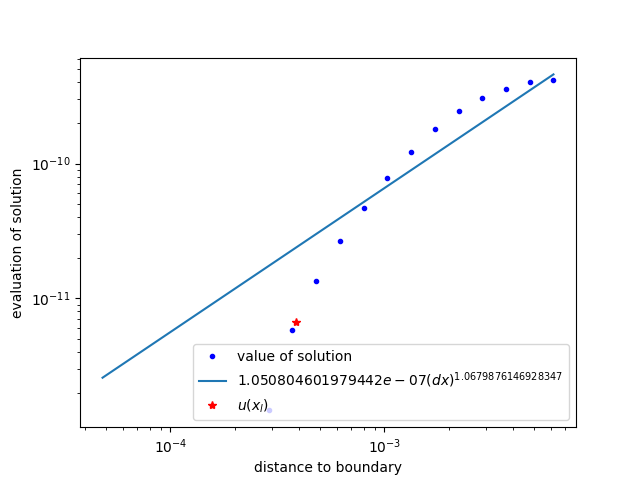 10⁻¹⁰
10⁻¹¹
evaluation of solution
value of solution
1.050804601979442e − 07(dx)^1.0679876146928347
u(x_I)
10⁻⁴ 10⁻³
distance to boundary